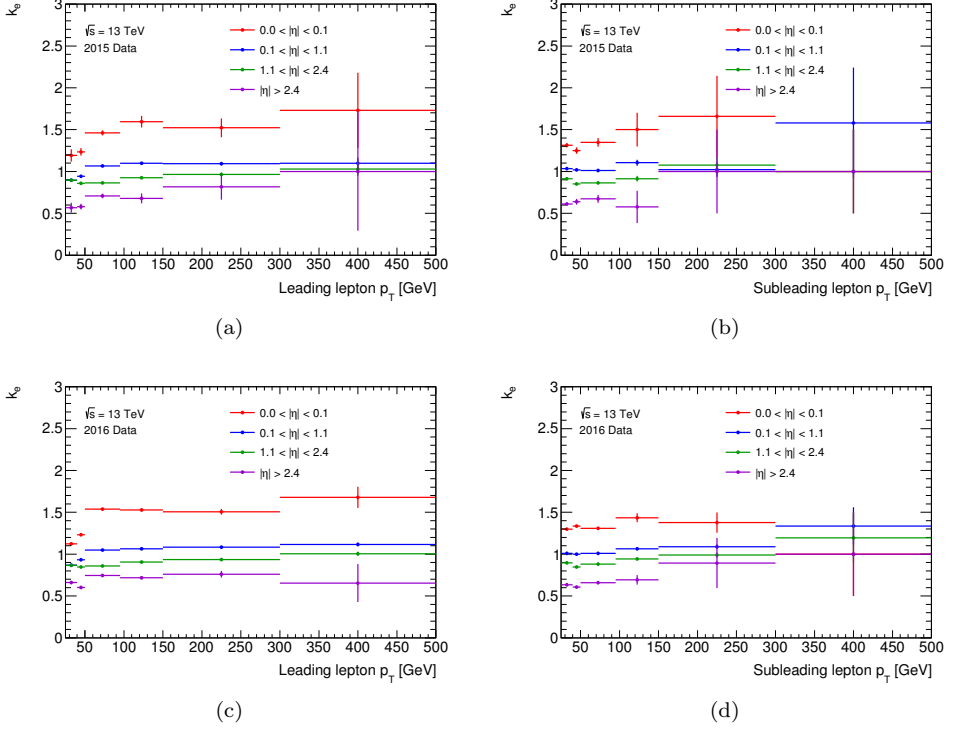 k_e
3
√s = 13 TeV
2015 Data
0.0 < |η| < 0.1
0.1 < |η| < 1.1
1.1 < |η| < 2.4
|η| > 2.4
2.5
2
1.5
1
0.5
0
50 100 150 200 250 300 350 400 450 500
Leading lepton p_T [GeV]
(a)
k_e
3
√s = 13 TeV
2015 Data
0.0 < |η| < 0.1
0.1 < |η| < 1.1
1.1 < |η| < 2.4
|η| > 2.4
2.5
2
1.5
1
0.5
0
50 100 150 200 250 300 350 400 450 500
Subleading lepton p_T [GeV]
(b)
k_e
3
√s = 13 TeV
2016 Data
0.0 < |η| < 0.1
0.1 < |η| < 1.1
1.1 < |η| < 2.4
|η| > 2.4
2.5
2
1.5
1
0.5
0
50 100 150 200 250 300 350 400 450 500
Leading lepton p_T [GeV]
(c)
k_e
3
√s = 13 TeV
2016 Data
0.0 < |η| < 0.1
0.1 < |η| < 1.1
1.1 < |η| < 2.4
|η| > 2.4
2.5
2
1.5
1
0.5
0
50 100 150 200 250 300 350 400 450 500
Subleading lepton p_T [GeV]
(d)